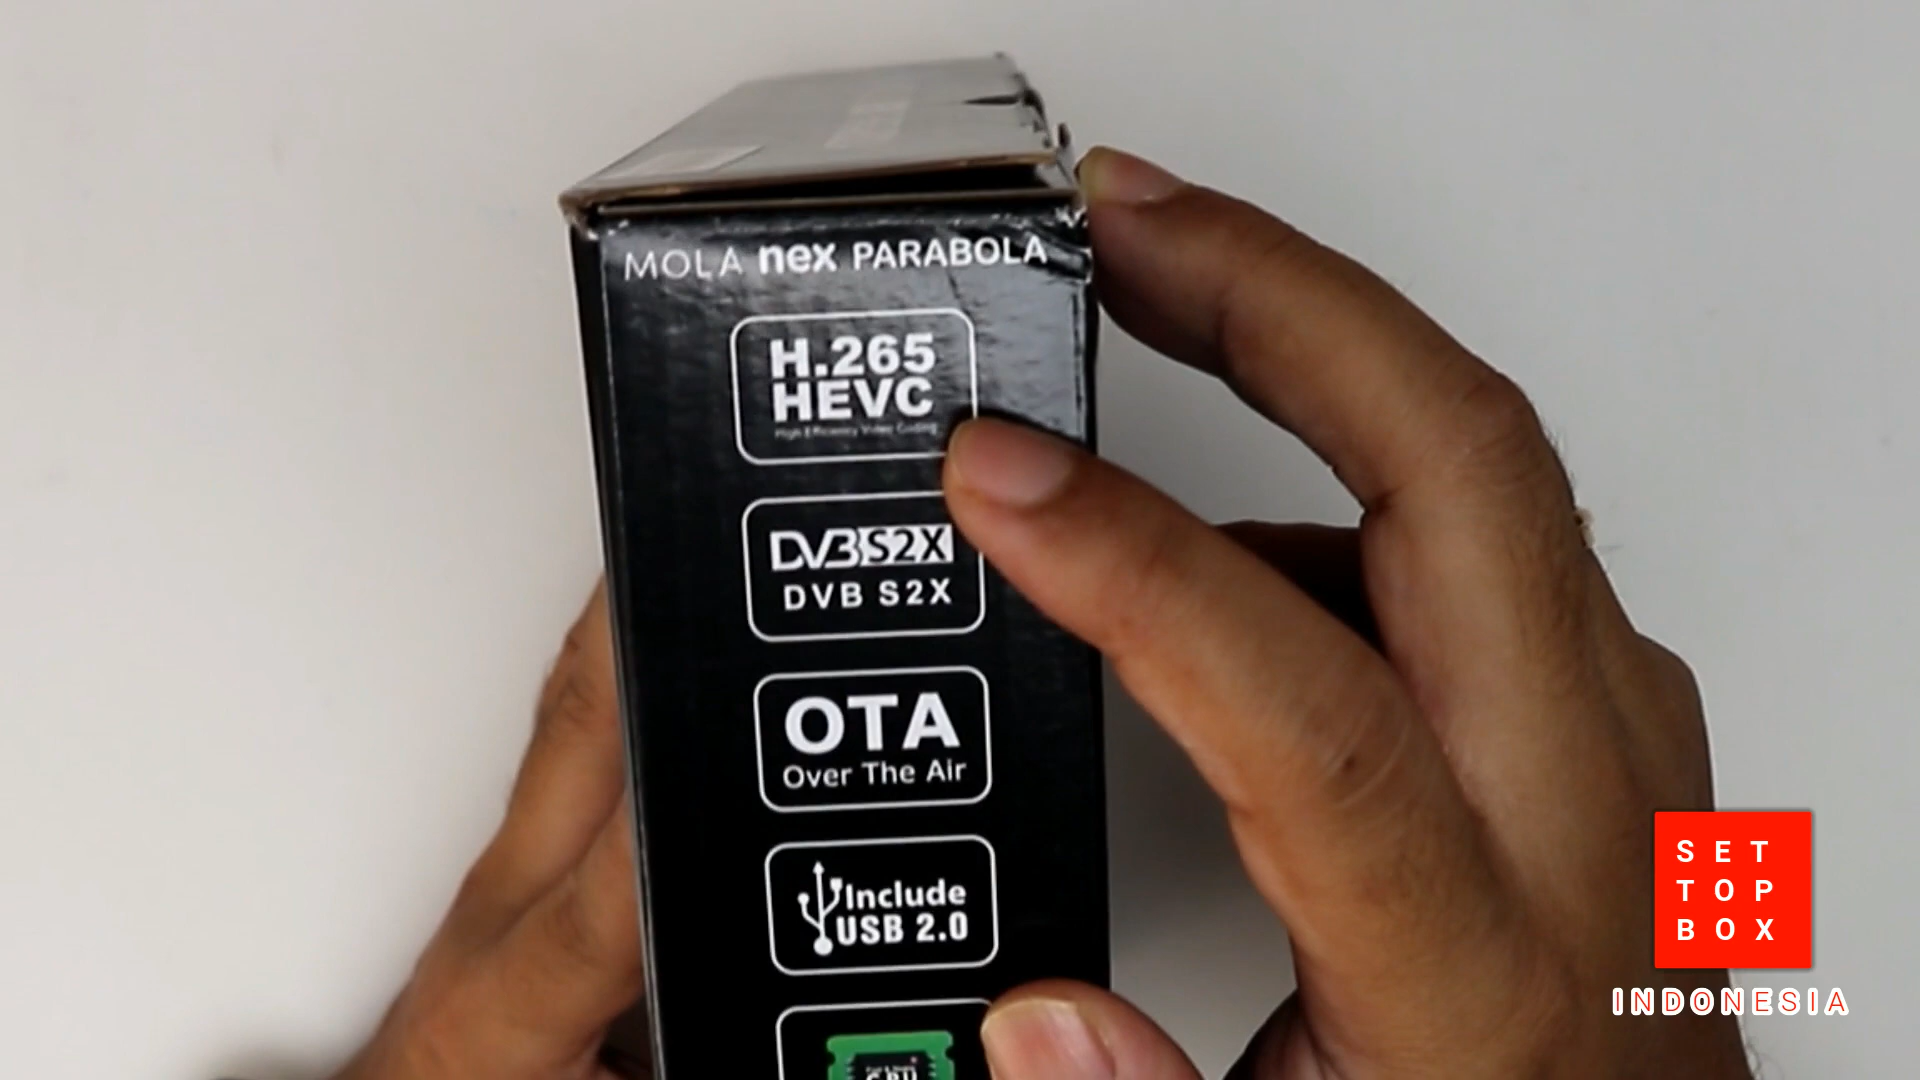 MOLA nex PARABOLA
H.265
HEVC
High Efficiency Video Coding
DVB S2X
DVB S2X
OTA
Over The Air
Include
USB 2.0
CPU
SET
TOP
BOX
INDONESIA